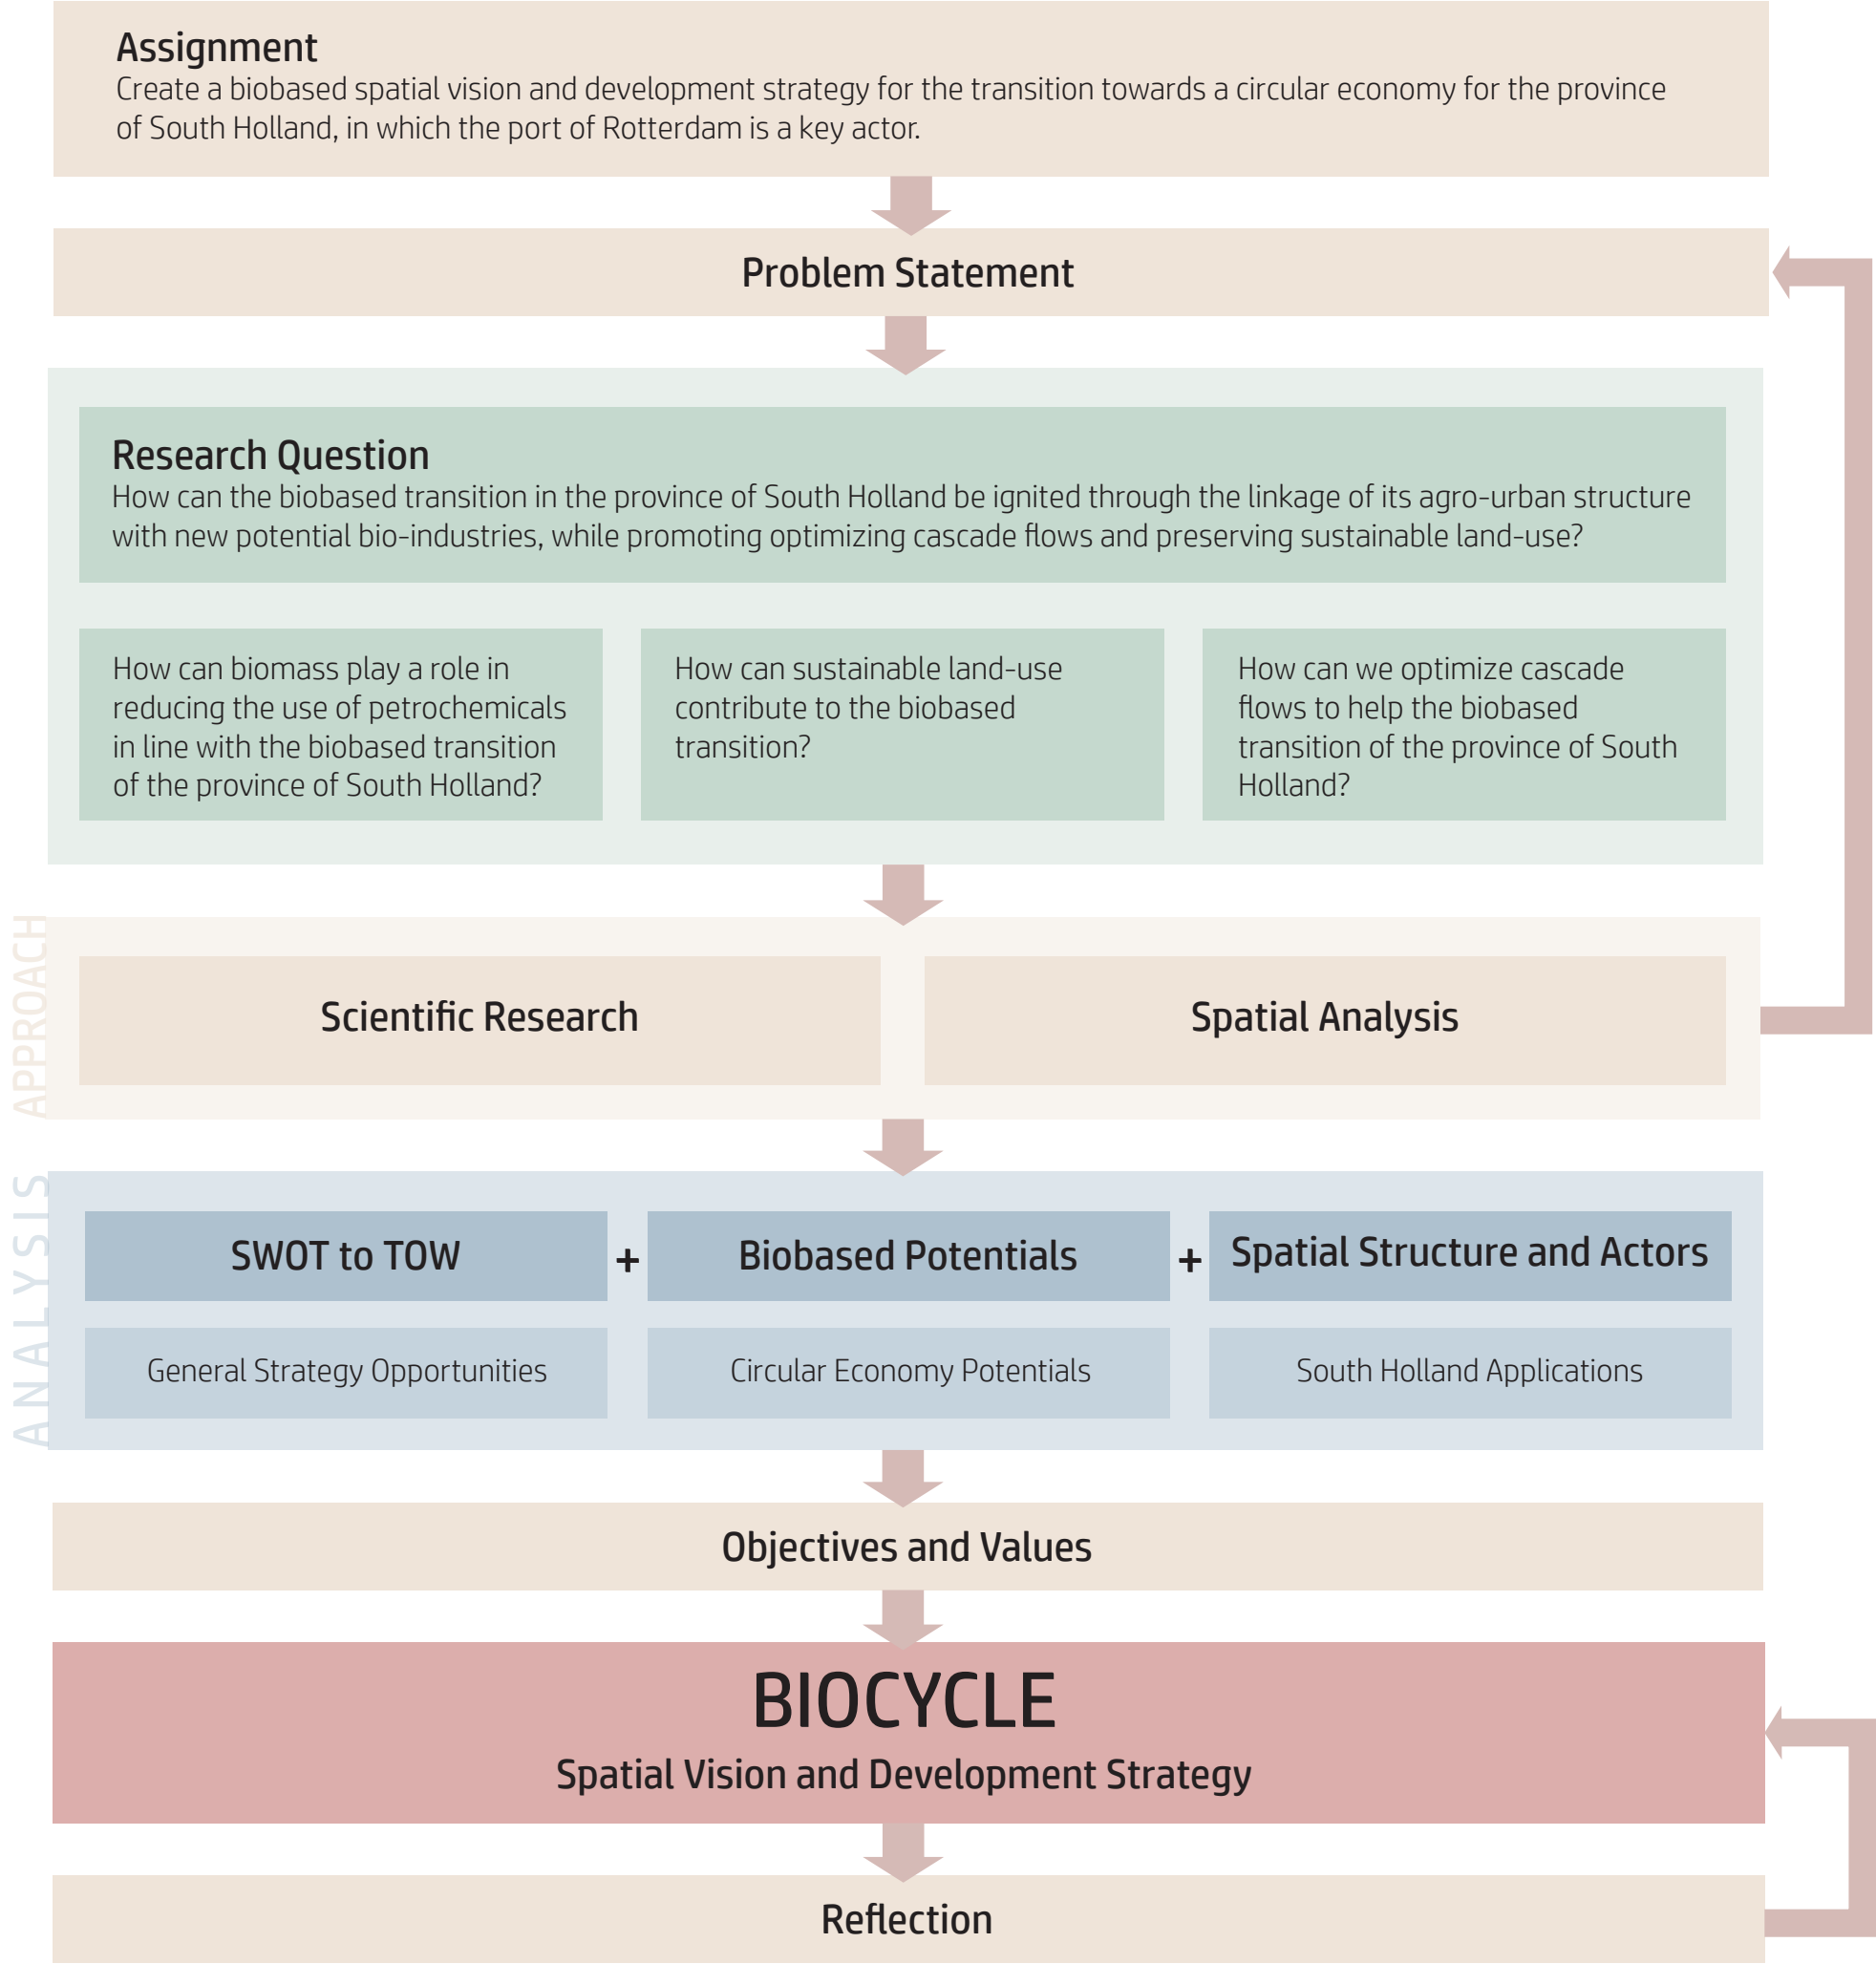 Assignment
Create a biobased spatial vision and development strategy for the transition towards a circular economy for the province
of South Holland, in which the port of Rotterdam is a key actor.
Problem Statement
Research Question
How can the biobased transition in the province of South Holland be ignited through the linkage of its agro-urban structure
with new potential bio-industries, while promoting optimizing cascade flows and preserving sustainable land-use?
How can biomass play a role in
reducing the use of petrochemicals
in line with the biobased transition
of the province of South Holland?
How can sustainable land-use
contribute to the biobased
transition?
How can we optimize cascade
flows to help the biobased
transition of the province of South
Holland?
APPROACH
Scientific Research
Spatial Analysis
ANALYSIS
SWOT to TOW
+
Biobased Potentials
+
Spatial Structure and Actors
General Strategy Opportunities
Circular Economy Potentials
South Holland Applications
Objectives and Values
BIOCYCLE
Spatial Vision and Development Strategy
Reflection